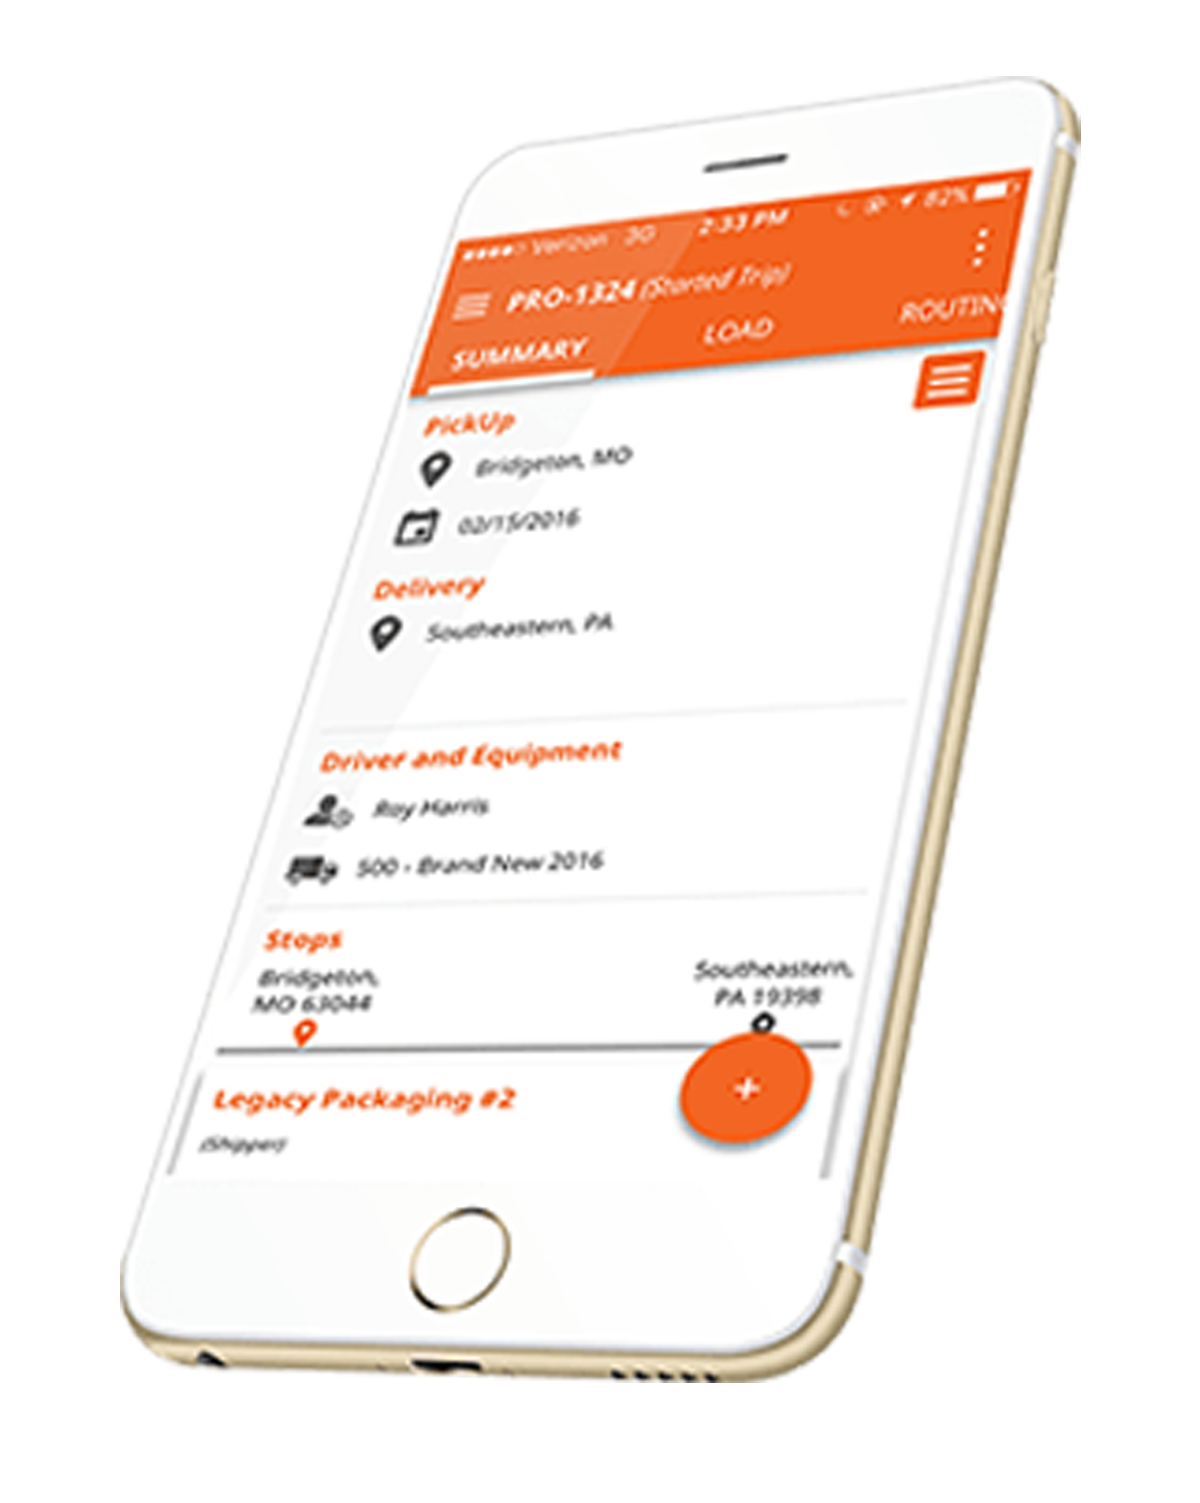 Verizon 3G 2:33 PM 82%
PRO-1324 (Started Trip)
SUMMARY LOAD ROUTIN
PickUp
Bridgeton, MO
02/15/2016
Delivery
Southeastern, PA
Driver and Equipment
Roy Harris
500 - Brand New 2016
Stops
Bridgeton,
MO 63044
Southeastern,
PA 19398
+
Legacy Packaging #2
(Shipper)